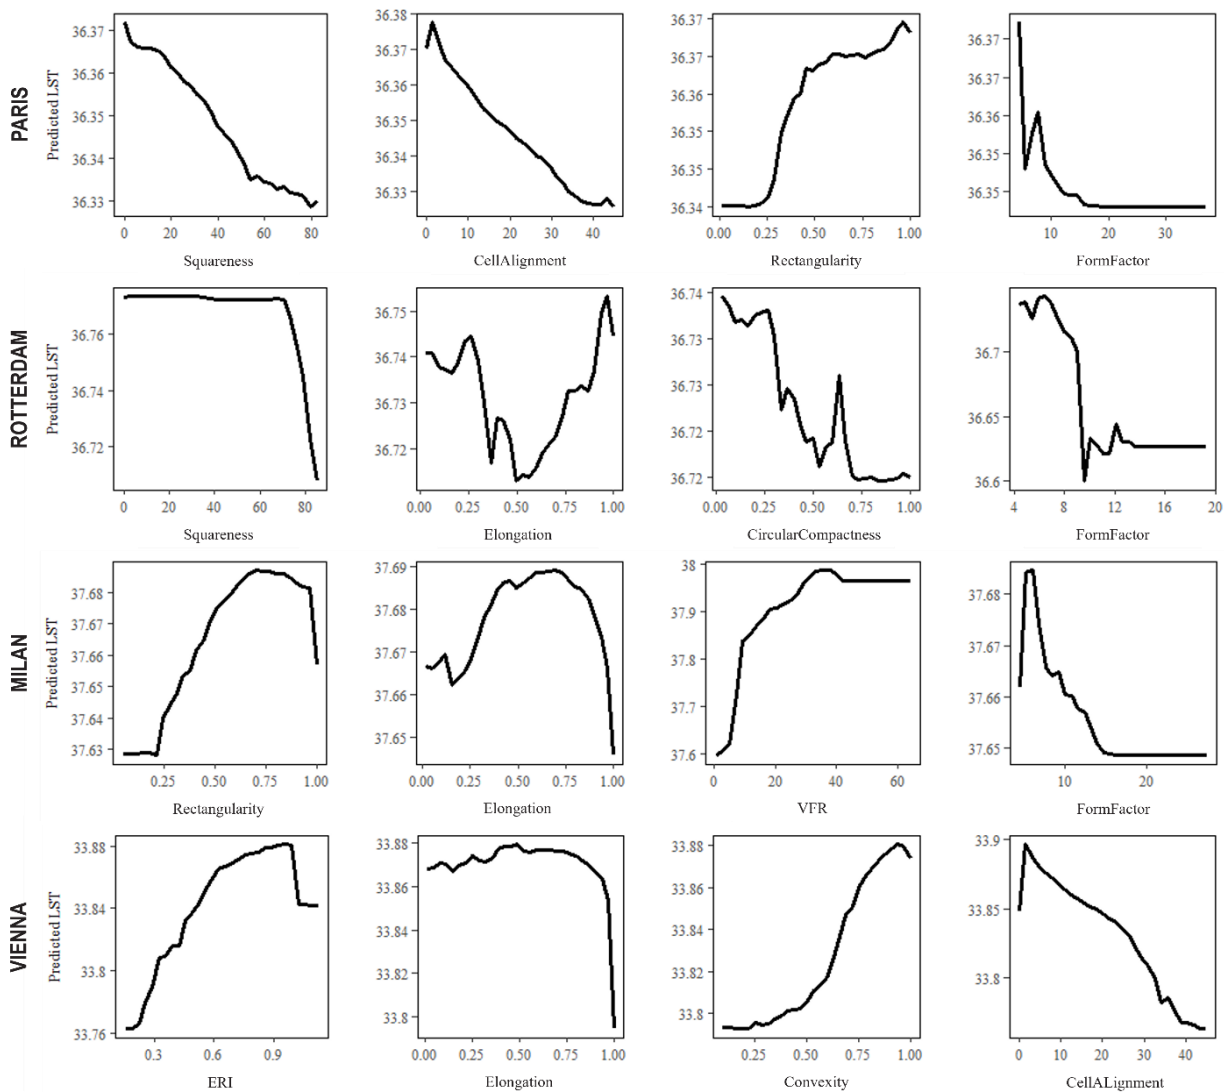 PARIS
Predicted LST
36.37
36.36
36.35
36.34
36.33
0 20 40 60 80
Squareness
36.38
36.37
36.36
36.35
36.34
36.33
0 10 20 30 40
CellAlignment
36.37
36.37
36.36
36.35
36.35
36.34
0.00 0.25 0.50 0.75 1.00
Rectangularity
36.37
36.37
36.36
36.35
36.35
10 20 30
FormFactor
ROTTERDAM
Predicted LST
36.76
36.74
36.72
0 20 40 60 80
Squareness
36.75
36.74
36.73
36.72
0.00 0.25 0.50 0.75 1.00
Elongation
36.74
36.73
36.73
36.72
36.72
0.00 0.25 0.50 0.75 1.00
CircularCompactness
36.7
36.65
36.6
4 8 12 16 20
FormFactor
MILAN
Predicted LST
37.68
37.67
37.66
37.65
37.64
37.63
0.25 0.50 0.75 1.00
Rectangularity
37.69
37.68
37.67
37.66
37.65
0.00 0.25 0.50 0.75 1.00
Elongation
38
37.9
37.8
37.7
37.6
0 20 40 60
VFR
37.68
37.67
37.66
37.65
10 20
FormFactor
VIENNA
Predicted LST
33.88
33.84
33.8
33.76
0.3 0.6 0.9
ERI
33.88
33.86
33.84
33.82
33.8
0.00 0.25 0.50 0.75 1.00
Elongation
33.88
33.86
33.84
33.82
33.8
0.00 0.25 0.50 0.75 1.00
Convexity
33.9
33.85
33.8
0 10 20 30 40
CellALignment